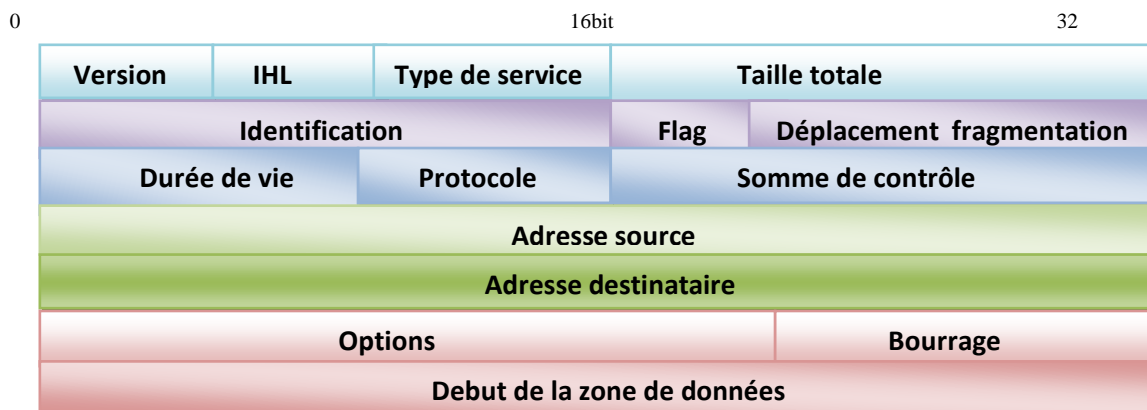 0 16bit 32
Version IHL Type de service Taille totale
Identification Flag Déplacement fragmentation
Durée de vie Protocole Somme de contrôle
Adresse source
Adresse destinataire
Options Bourrage
Debut de la zone de données